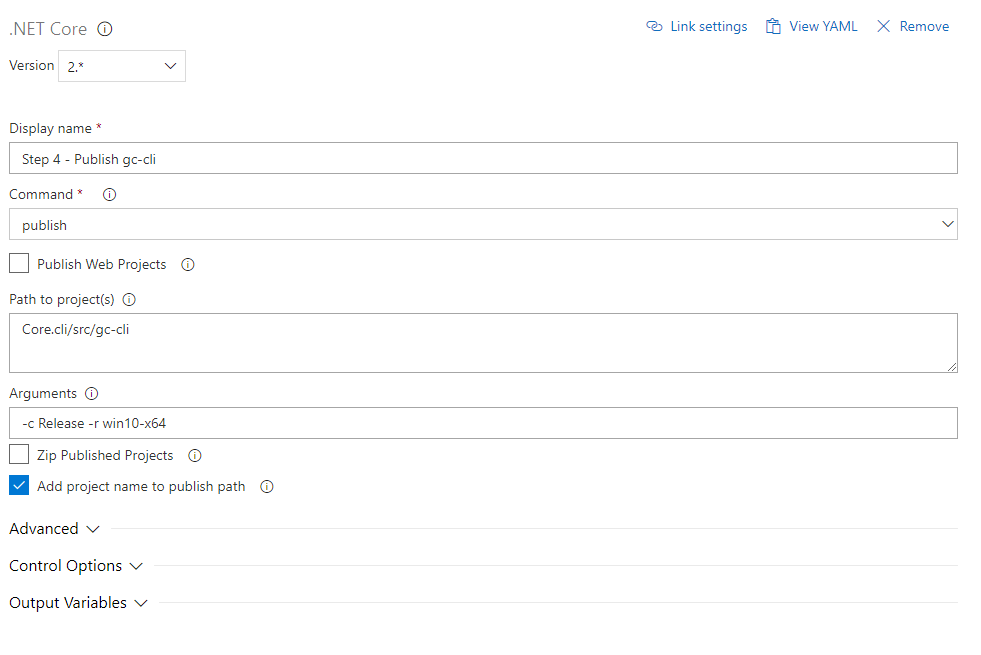 .NET Core
Link settings
View YAML
Remove
Version
2.*
Display name *
Step 4 - Publish gc-cli
Command *
publish
Publish Web Projects
Path to project(s)
Core.cli/src/gc-cli
Arguments
-c Release -r win10-x64
Zip Published Projects
Add project name to publish path
Advanced
Control Options
Output Variables